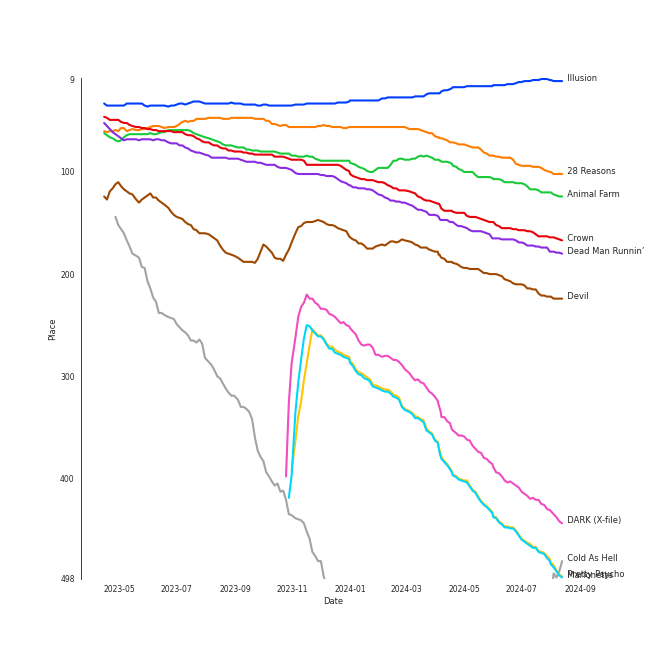 9
100
200
300
400
498
Place
2023-05
2023-07
2023-09
2023-11
2024-01
2024-03
2024-05
2024-07
2024-09
Date
Illusion
28 Reasons
Animal Farm
Crown
Dead Man Runnin'
Devil
DARK (X-file)
Cold As Hell
Pretty Psycho
Marionette